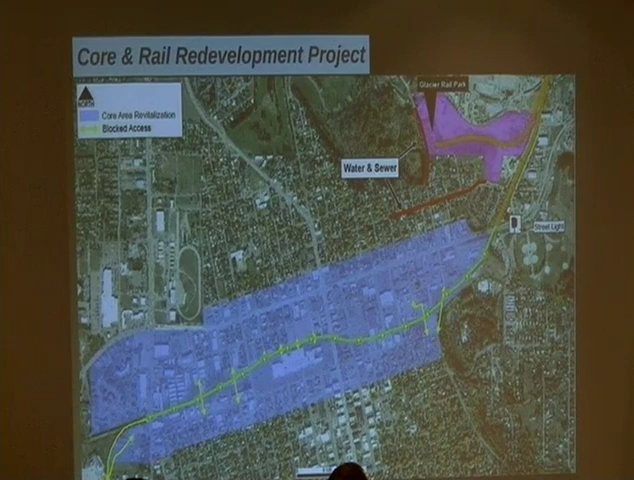 Core & Rail Redevelopment Project
Glacier Rail Park
Core Area Revitalization
Blocked Access
Water & Sewer
Street Light